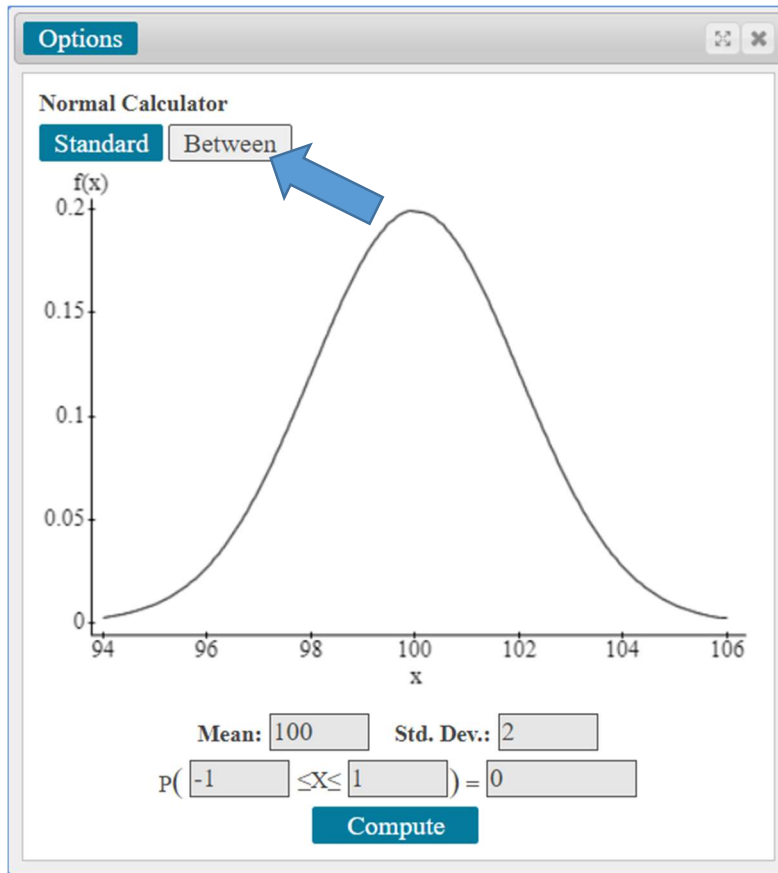 Options
Normal Calculator
Standard Between
f(x)
0.2
0.15
0.1
0.05
0
94 96 98 100 102 104 106
x
Mean: 100 Std. Dev.: 2
P( -1 ≤X≤ 1 ) = 0
Compute